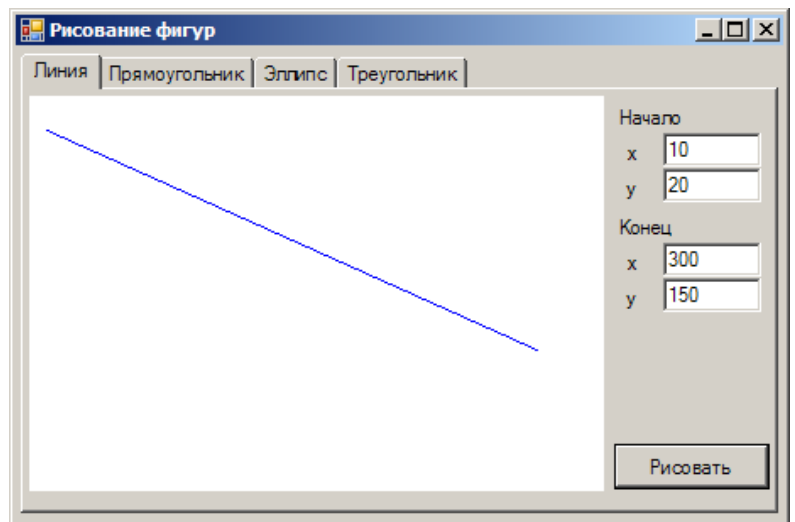 Рисование фигур
Линия Прямоугольник Эллипс Треугольник
Начало
x 10
y 20
Конец
x 300
y 150
Рисовать